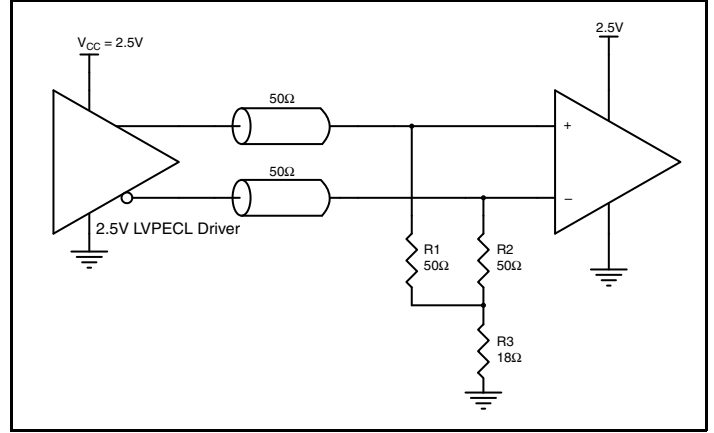 V_CC = 2.5V
2.5V
50Ω
+
50Ω
–
2.5V LVPECL Driver
R1
50Ω
R2
50Ω
R3
18Ω